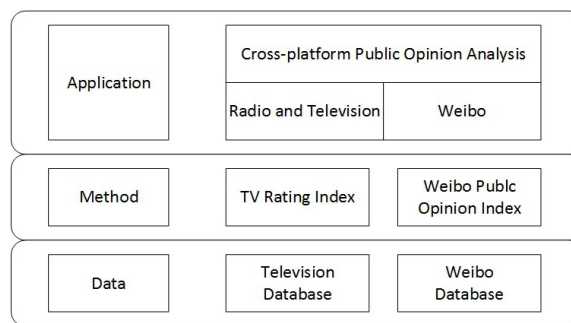 Application
Cross-platform Public Opinion Analysis
Radio and Television
Weibo
Method
TV Rating Index
Weibo Publc
Opinion Index
Data
Television
Database
Weibo
Database